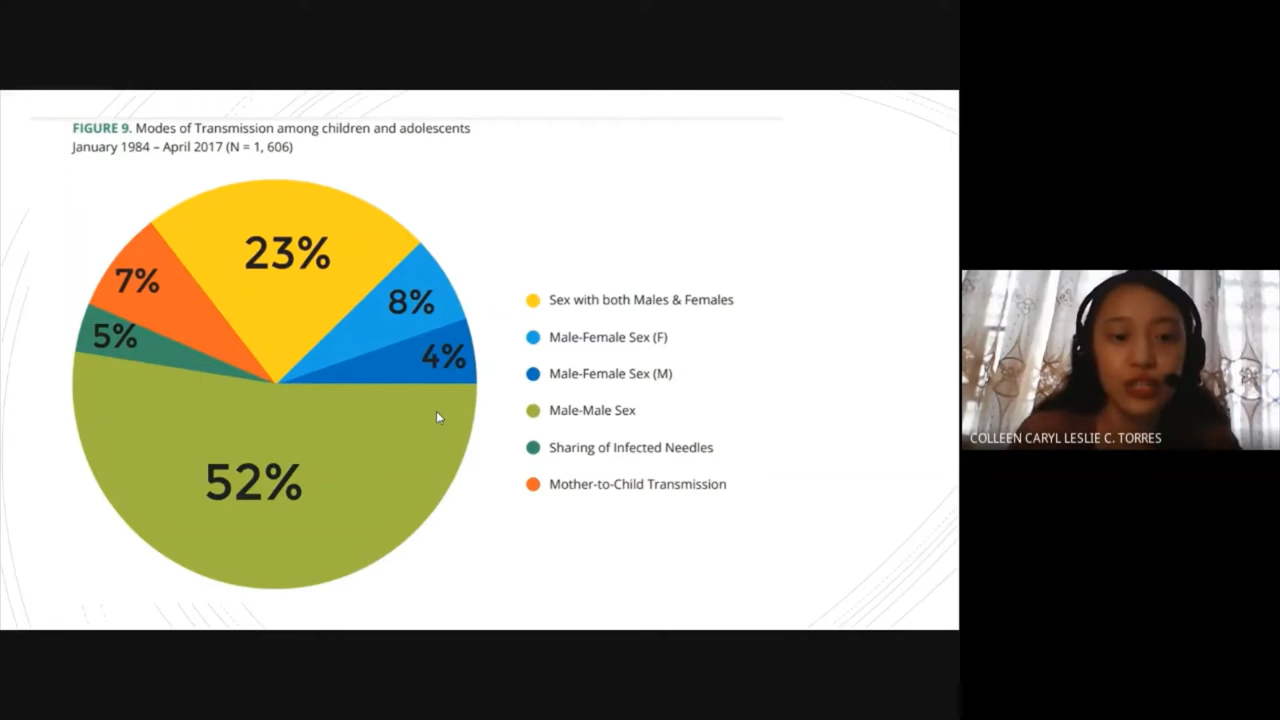 FIGURE 9. Modes of Transmission among children and adolescents
January 1984 – April 2017 (N = 1, 606)
23%
7%
8%
5%
4%
52%
Sex with both Males & Females
Male-Female Sex (F)
Male-Female Sex (M)
Male-Male Sex
Sharing of Infected Needles
Mother-to-Child Transmission
COLLEEN CARYL LESLIE C. TORRES